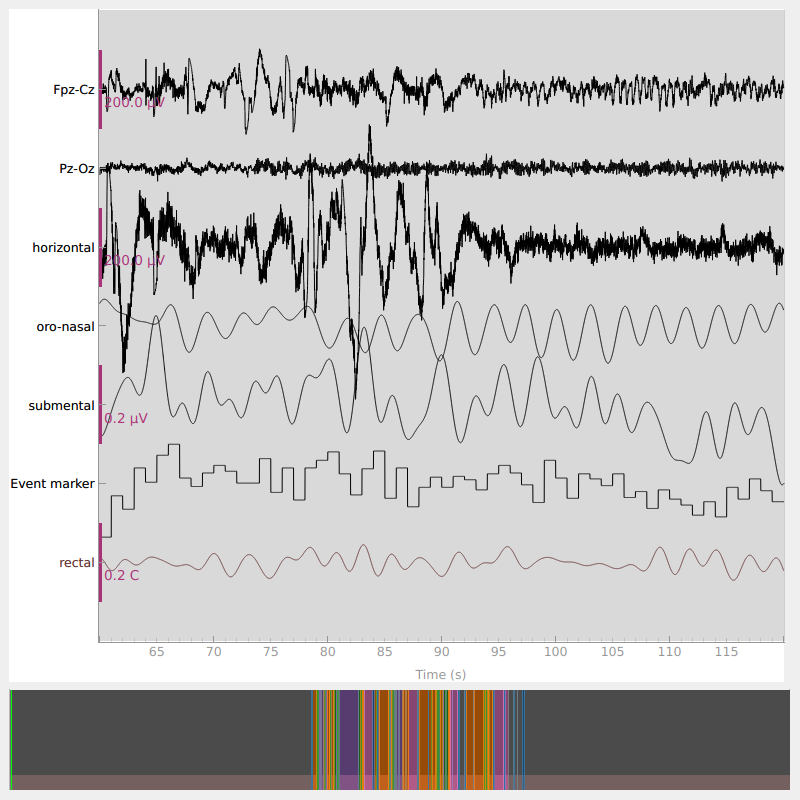 Fpz-Cz
200.0 µV
Pz-Oz
horizontal
200.0 µV
oro-nasal
submental
0.2 µV
Event marker
rectal
0.2 C
65 70 75 80 85 90 95 100 105 110 115
Time (s)